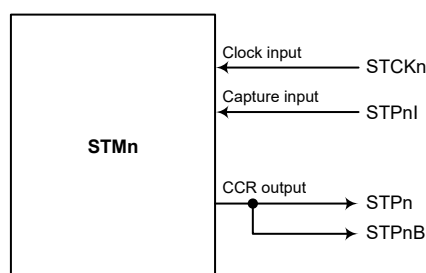 Clock input
STCKn
Capture input
STPnI
STMn
CCR output
STPn
STPnB